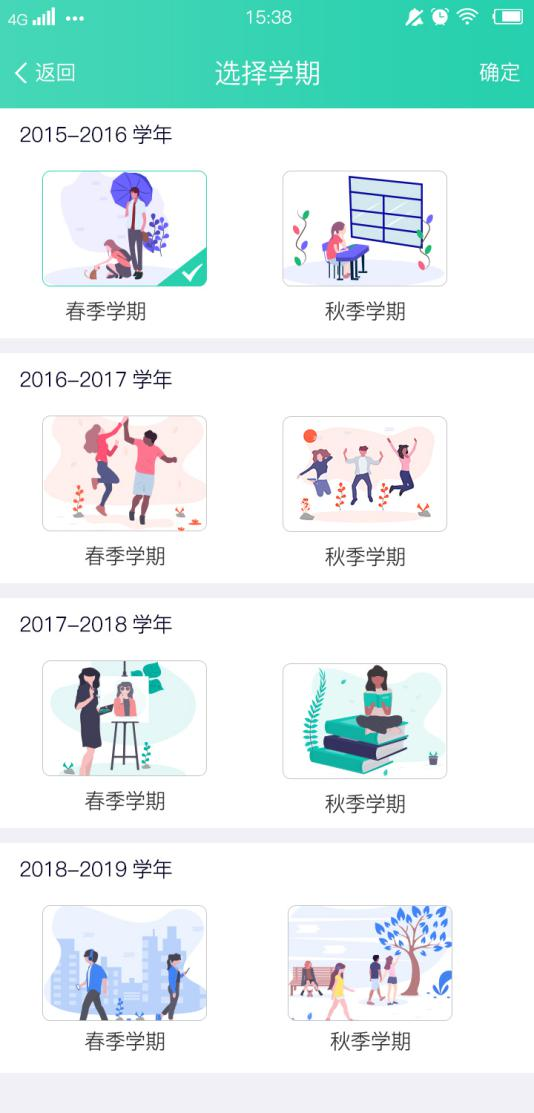 4G 15:38
返回 选择学期 确定
2015-2016 学年
春季学期 秋季学期
2016-2017 学年
春季学期 秋季学期
2017-2018 学年
春季学期 秋季学期
2018-2019 学年
春季学期 秋季学期